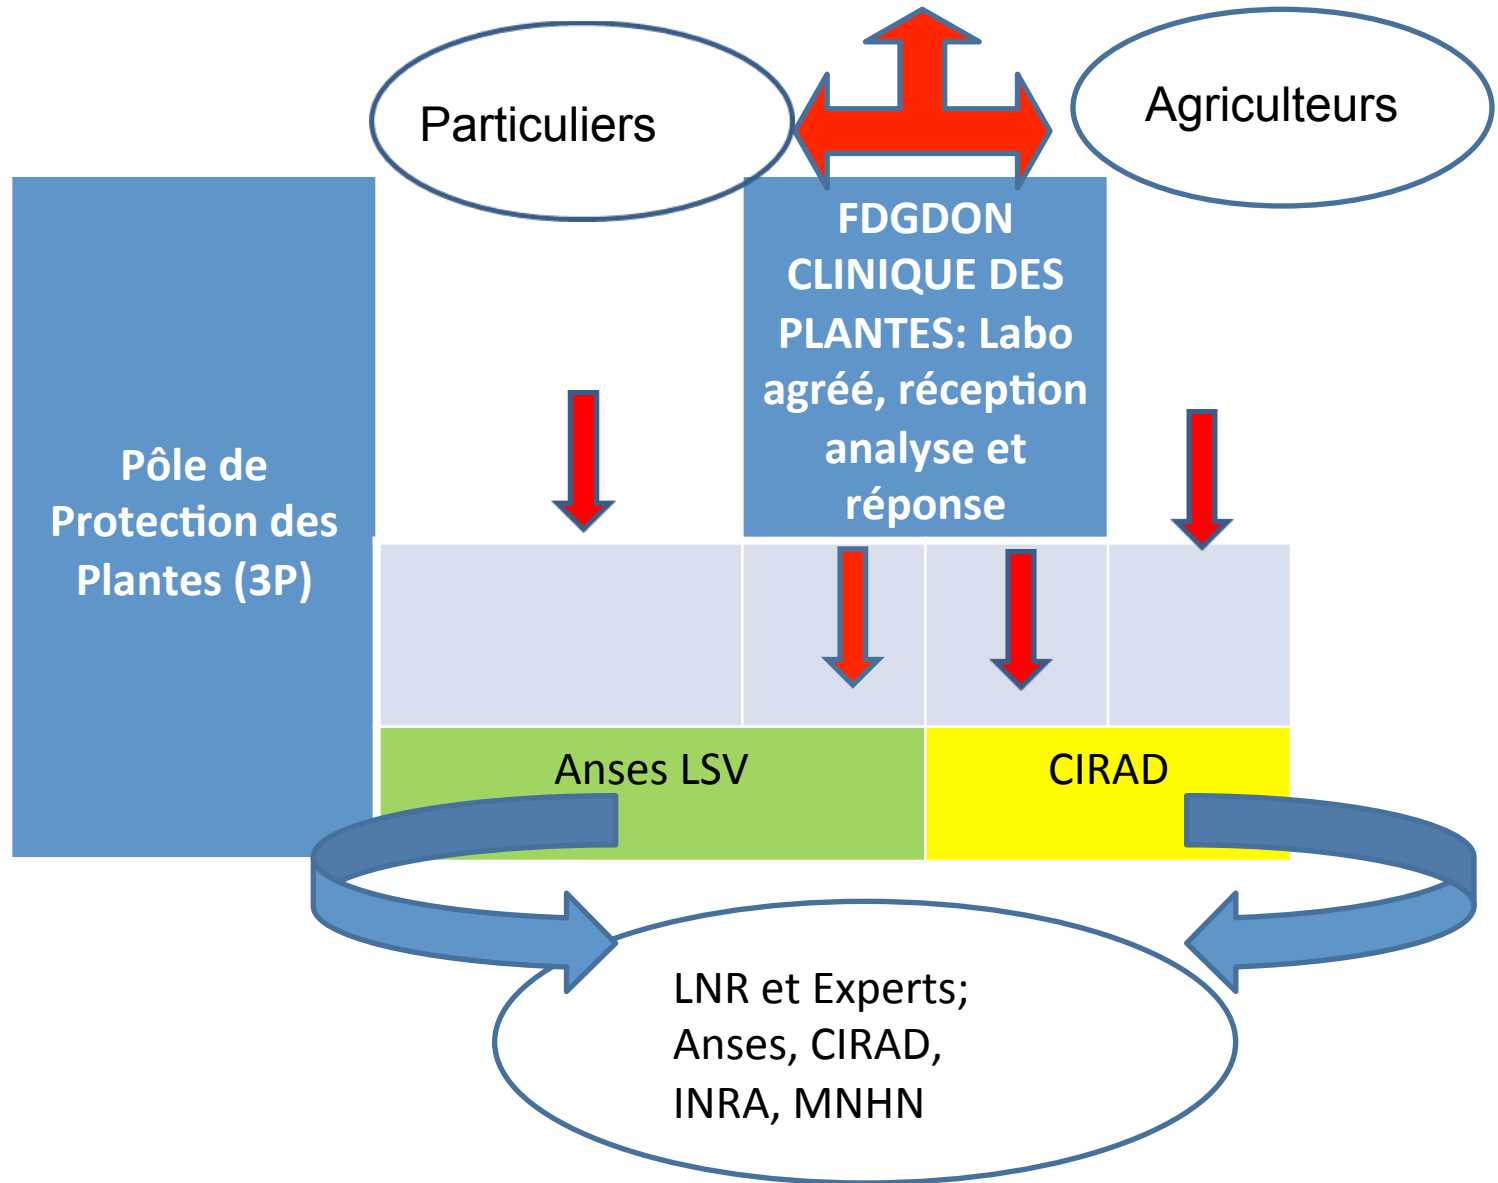 Particuliers
Agriculteurs
FDGDON
CLINIQUE DES
PLANTES: Labo
agréé, réception
analyse et
réponse
Pôle de
Protection des
Plantes (3P)
Anses LSV
CIRAD
LNR et Experts;
Anses, CIRAD,
INRA, MNHN